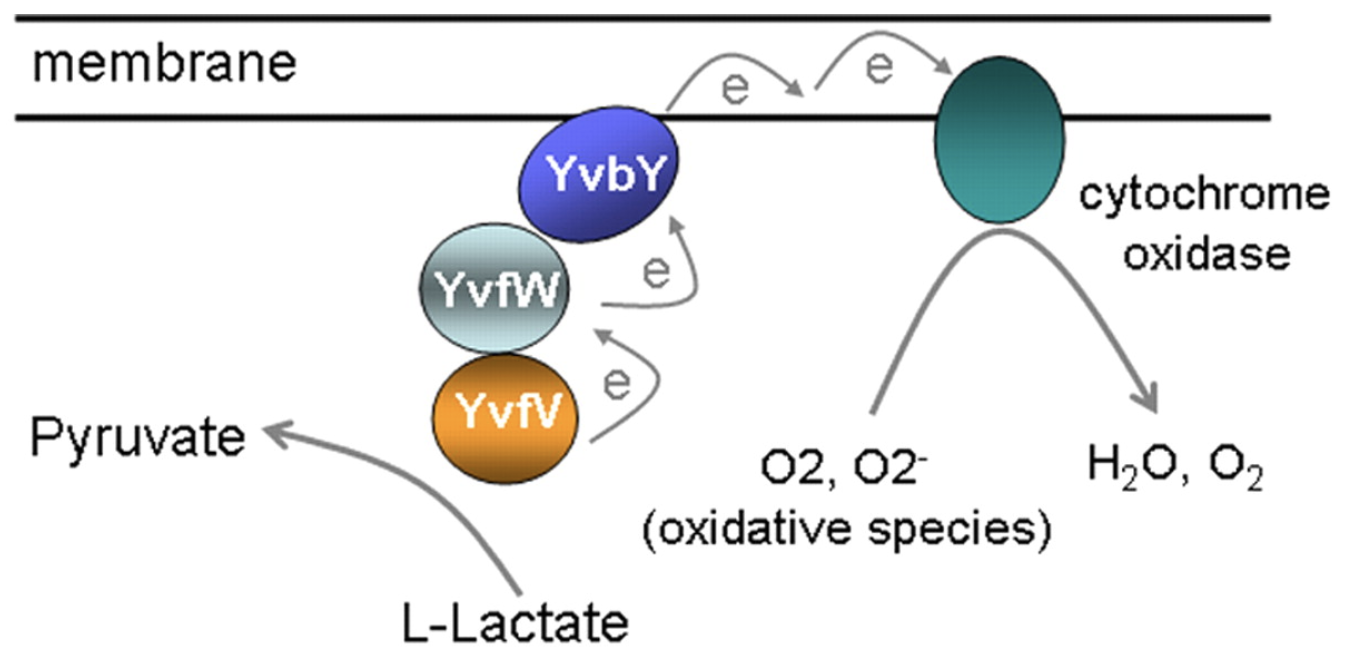 membrane
e
e
YvbY
cytochrome
oxidase
e
YvfW
e
YvfV
Pyruvate
O2, O2⁻
(oxidative species)
H₂O, O₂
L-Lactate